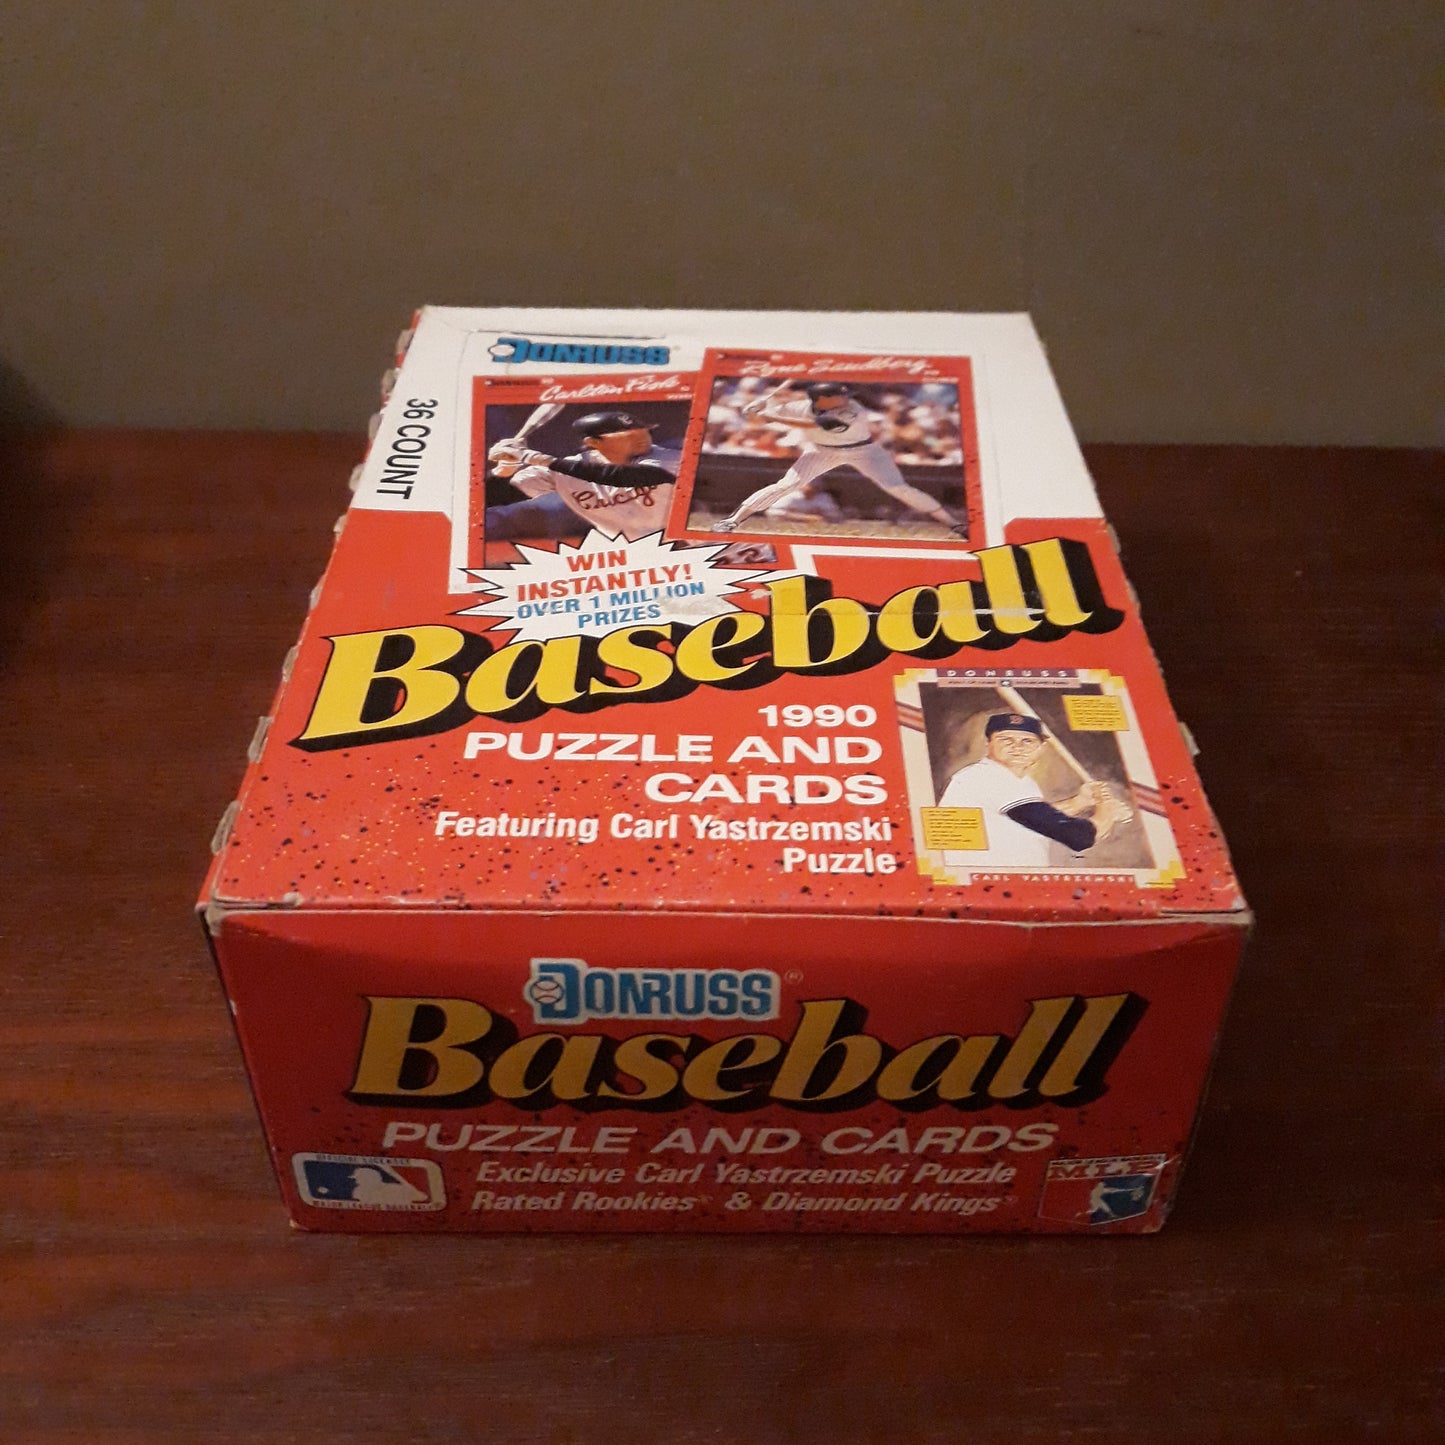 36 COUNT
DONRUSS
Carlton Fisk
Ryne Sandberg
Chicago
WIN
INSTANTLY!
OVER 1 MILLION
PRIZES
Baseball
1990
PUZZLE AND
CARDS
Featuring Carl Yastrzemski
Puzzle
DONRUSS
CARL YASTRZEMSKI
DONRUSS®
Baseball
PUZZLE AND CARDS
Exclusive Carl Yastrzemski Puzzle
Rated Rookies & Diamond Kings